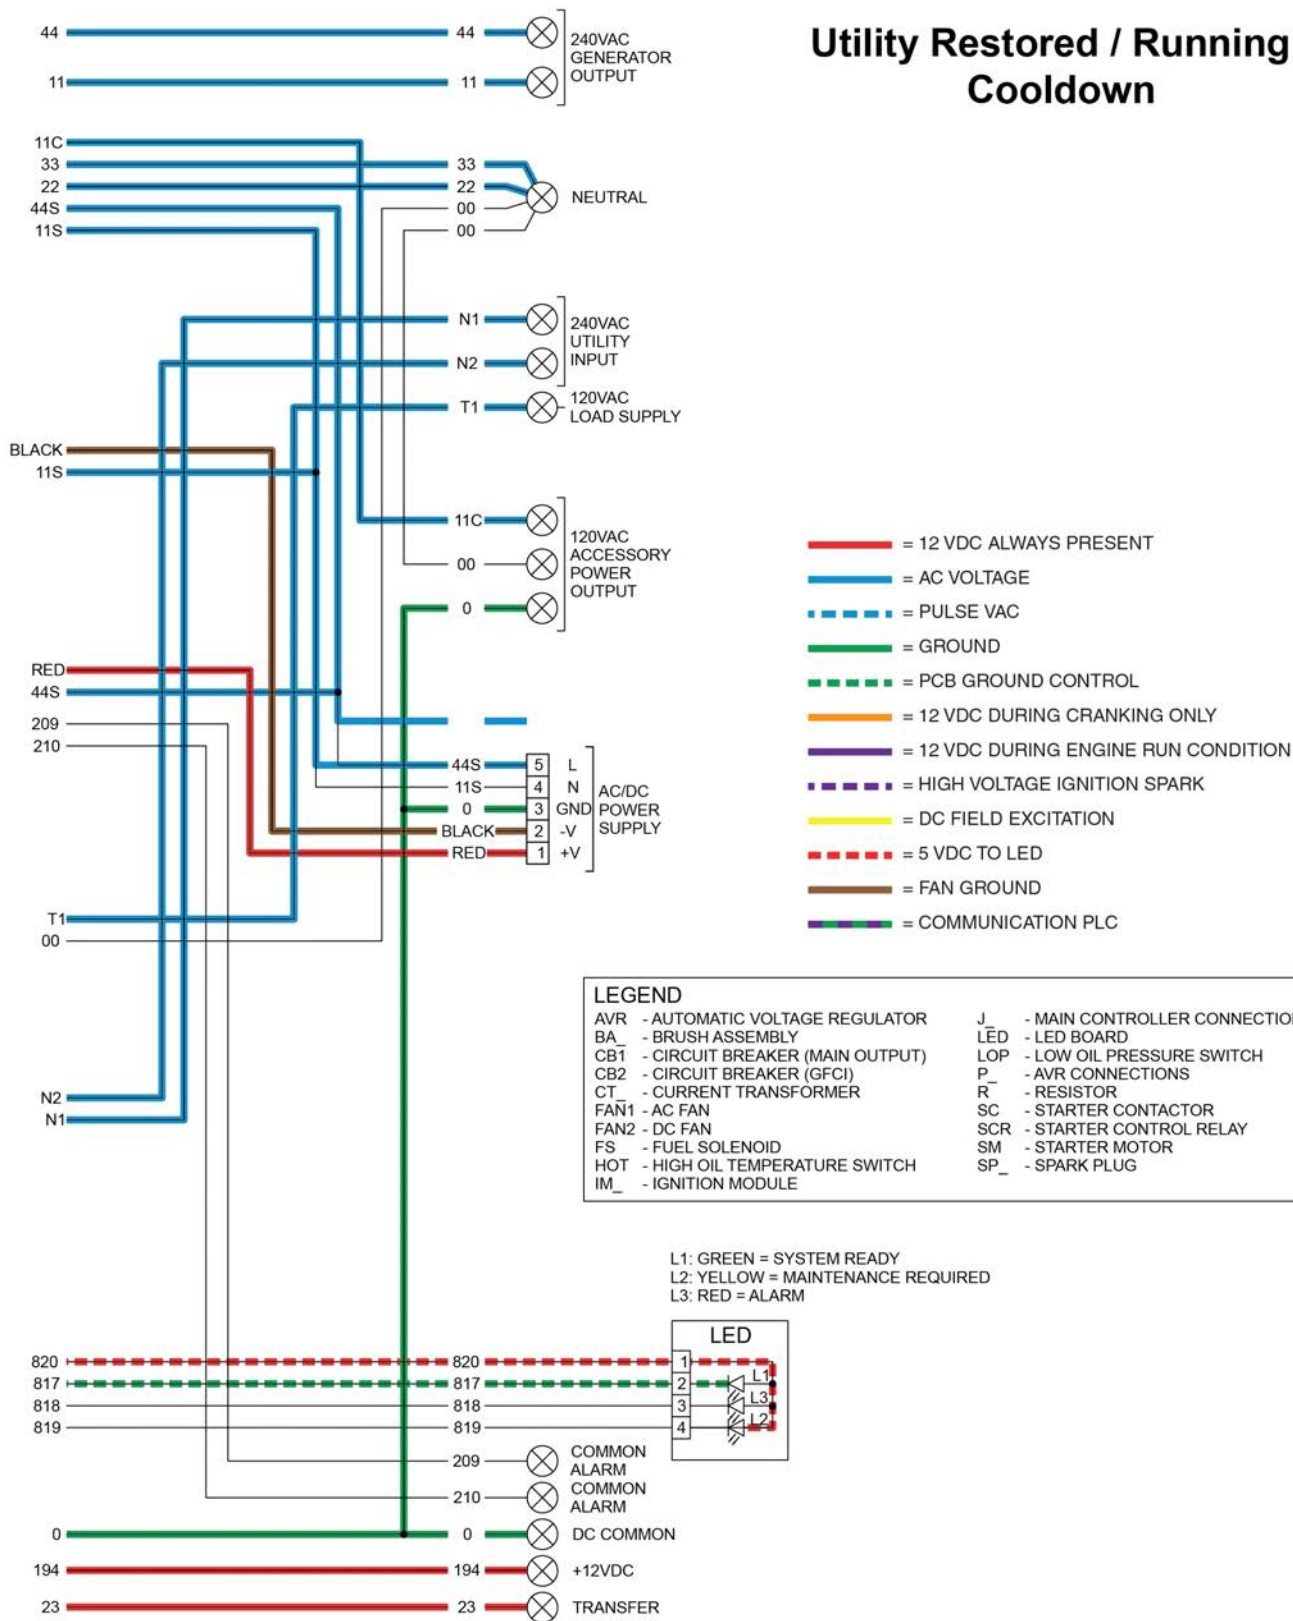 Utility Restored / Running
Cooldown
44
44
240VAC
GENERATOR
OUTPUT
11
11
11C
33
33
22
22
NEUTRAL
44S
00
11S
00
N1
240VAC
UTILITY
INPUT
N2
T1
120VAC
LOAD SUPPLY
BLACK
11S
11C
120VAC
ACCESSORY
POWER
OUTPUT
00
0
= 12 VDC ALWAYS PRESENT
= AC VOLTAGE
= PULSE VAC
= GROUND
= PCB GROUND CONTROL
= 12 VDC DURING CRANKING ONLY
= 12 VDC DURING ENGINE RUN CONDITION
= HIGH VOLTAGE IGNITION SPARK
= DC FIELD EXCITATION
= 5 VDC TO LED
= FAN GROUND
= COMMUNICATION PLC
RED
44S
209
210
44S 5 L
11S 4 N
0 3 GND
BLACK 2 -V
RED 1 +V
AC/DC
POWER
SUPPLY
T1
00
N2
N1
LEGEND
AVR - AUTOMATIC VOLTAGE REGULATOR
BA_ - BRUSH ASSEMBLY
CB1 - CIRCUIT BREAKER (MAIN OUTPUT)
CB2 - CIRCUIT BREAKER (GFCI)
CT_ - CURRENT TRANSFORMER
FAN1 - AC FAN
FAN2 - DC FAN
FS - FUEL SOLENOID
HOT - HIGH OIL TEMPERATURE SWITCH
IM_ - IGNITION MODULE
J_ - MAIN CONTROLLER CONNECTIO
LED - LED BOARD
LOP - LOW OIL PRESSURE SWITCH
P_ - AVR CONNECTIONS
R_ - RESISTOR
SC - STARTER CONTACTOR
SCR - STARTER CONTROL RELAY
SM - STARTER MOTOR
SP_ - SPARK PLUG
L1: GREEN = SYSTEM READY
L2: YELLOW = MAINTENANCE REQUIRED
L3: RED = ALARM
LED
820 820 1
817 817 2 L1
818 818 3 L3
819 819 4 L2
209
COMMON
ALARM
210
COMMON
ALARM
0 0 DC COMMON
194 194 +12VDC
23 23 TRANSFER